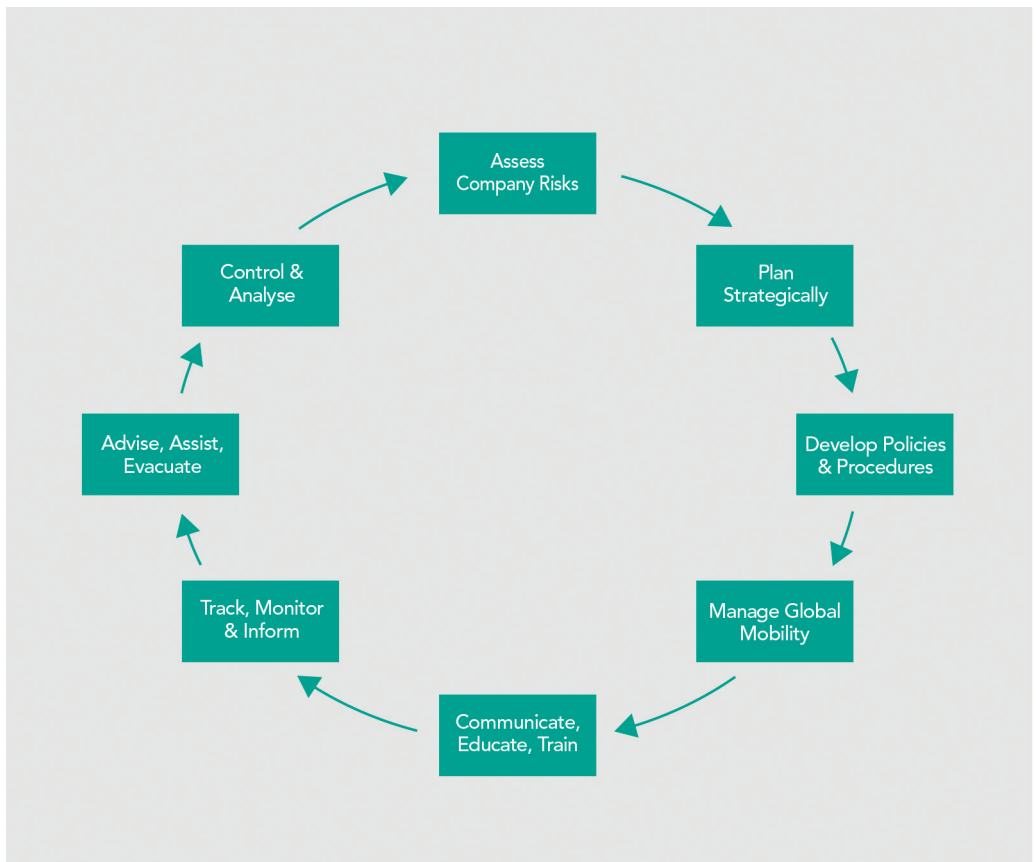 Assess
Company Risks
Plan
Strategically
Develop Policies
& Procedures
Manage Global
Mobility
Communicate,
Educate, Train
Track, Monitor
& Inform
Advise, Assist,
Evacuate
Control &
Analyse